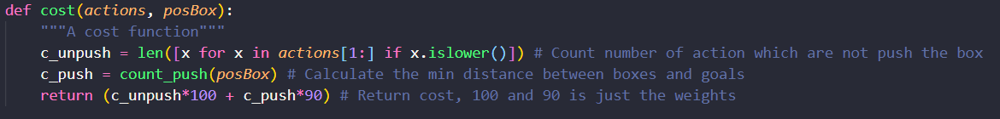 def cost(actions, posBox):
    """A cost function"""
    c_unpush = len([x for x in actions[1:] if x.islower()]) # Count number of action which are not push the box
    c_push = count_push(posBox) # Calculate the min distance between boxes and goals
    return (c_unpush*100 + c_push*90) # Return cost, 100 and 90 is just the weights